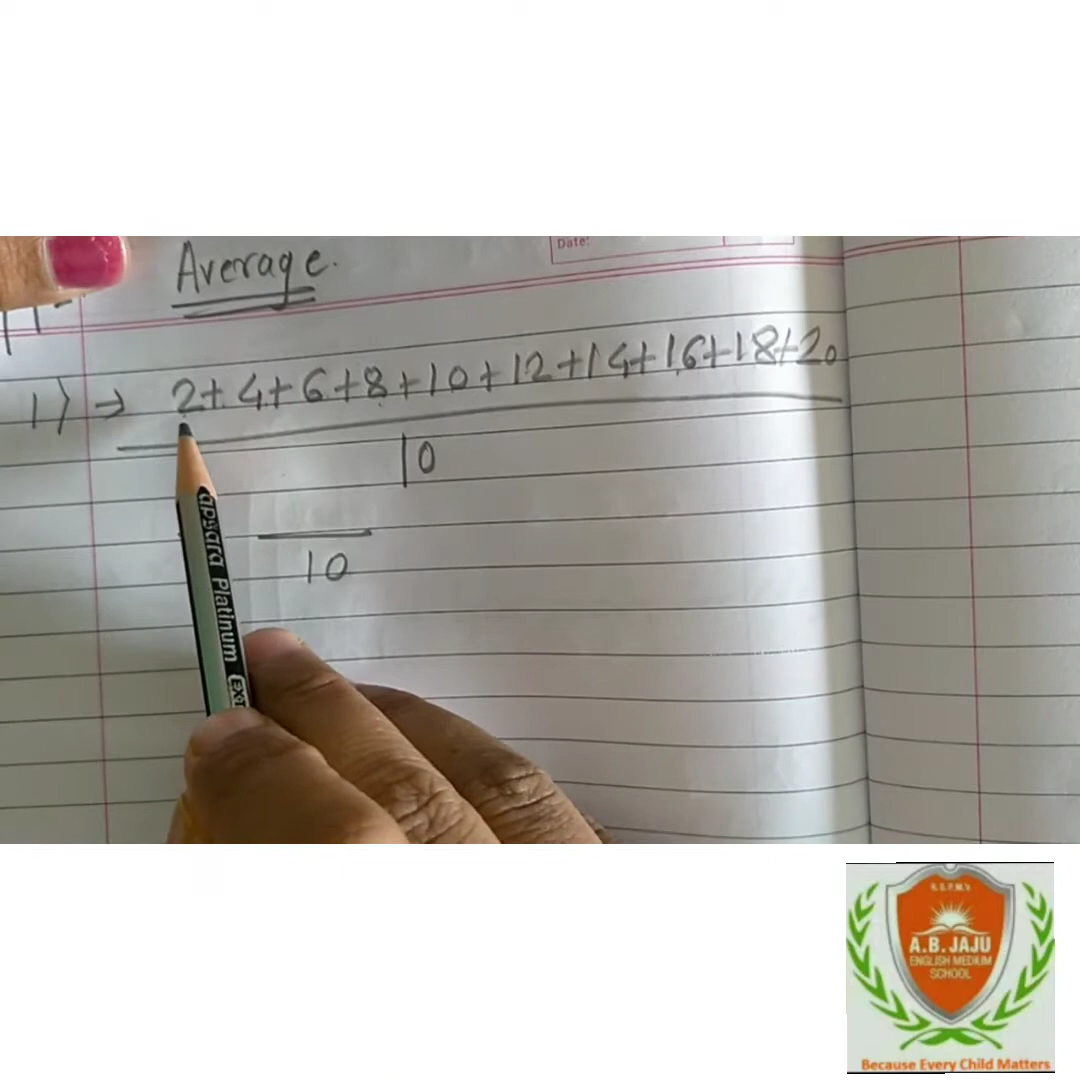 Date:
Average.
1) → 2+4+6+8+10+12+14+16+18+20
10
10
apsara Platinum EXT
R.S.P.M.'s
A.B. JAJU
ENGLISH MEDIUM
SCHOOL
Because Every Child Matters